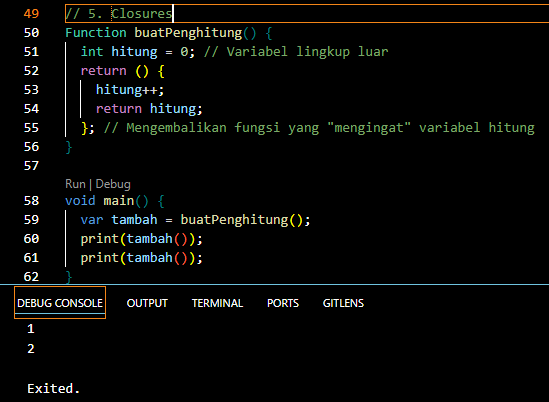 49 // 5. Closures
50 Function buatPenghitung() {
51   int hitung = 0; // Variabel lingkup luar
52   return () {
53     hitung++;
54     return hitung;
55   }; // Mengembalikan fungsi yang "mengingat" variabel hitung
56 }
57
Run | Debug
58 void main() {
59   var tambah = buatPenghitung();
60   print(tambah());
61   print(tambah());
62 }
DEBUG CONSOLE OUTPUT TERMINAL PORTS GITLENS
1
2
Exited.